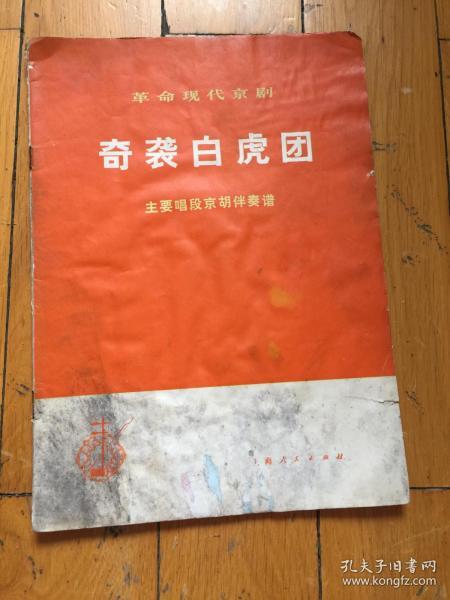 革命现代京剧
奇袭白虎团
主要唱段京胡伴奏谱
上海人民出版社
孔夫子旧书网
www.kongfz.com